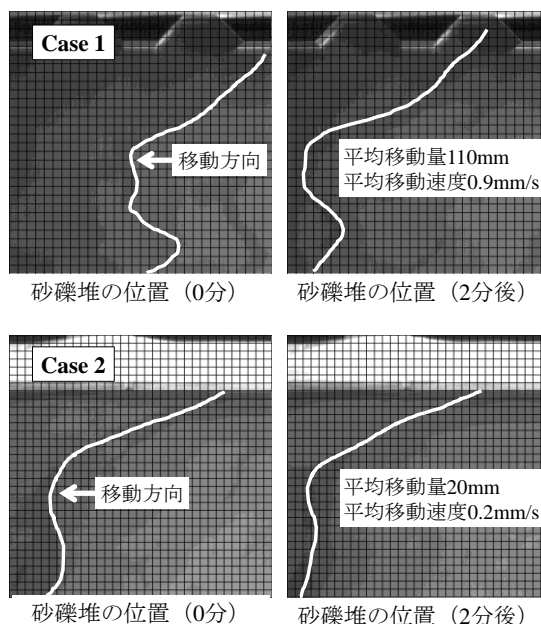 Case 1
移動方向
平均移動量110mm
平均移動速度0.9mm/s
砂礫堆の位置（0分）
砂礫堆の位置（2分後）
Case 2
移動方向
平均移動量20mm
平均移動速度0.2mm/s
砂礫堆の位置（0分）
砂礫堆の位置（2分後）